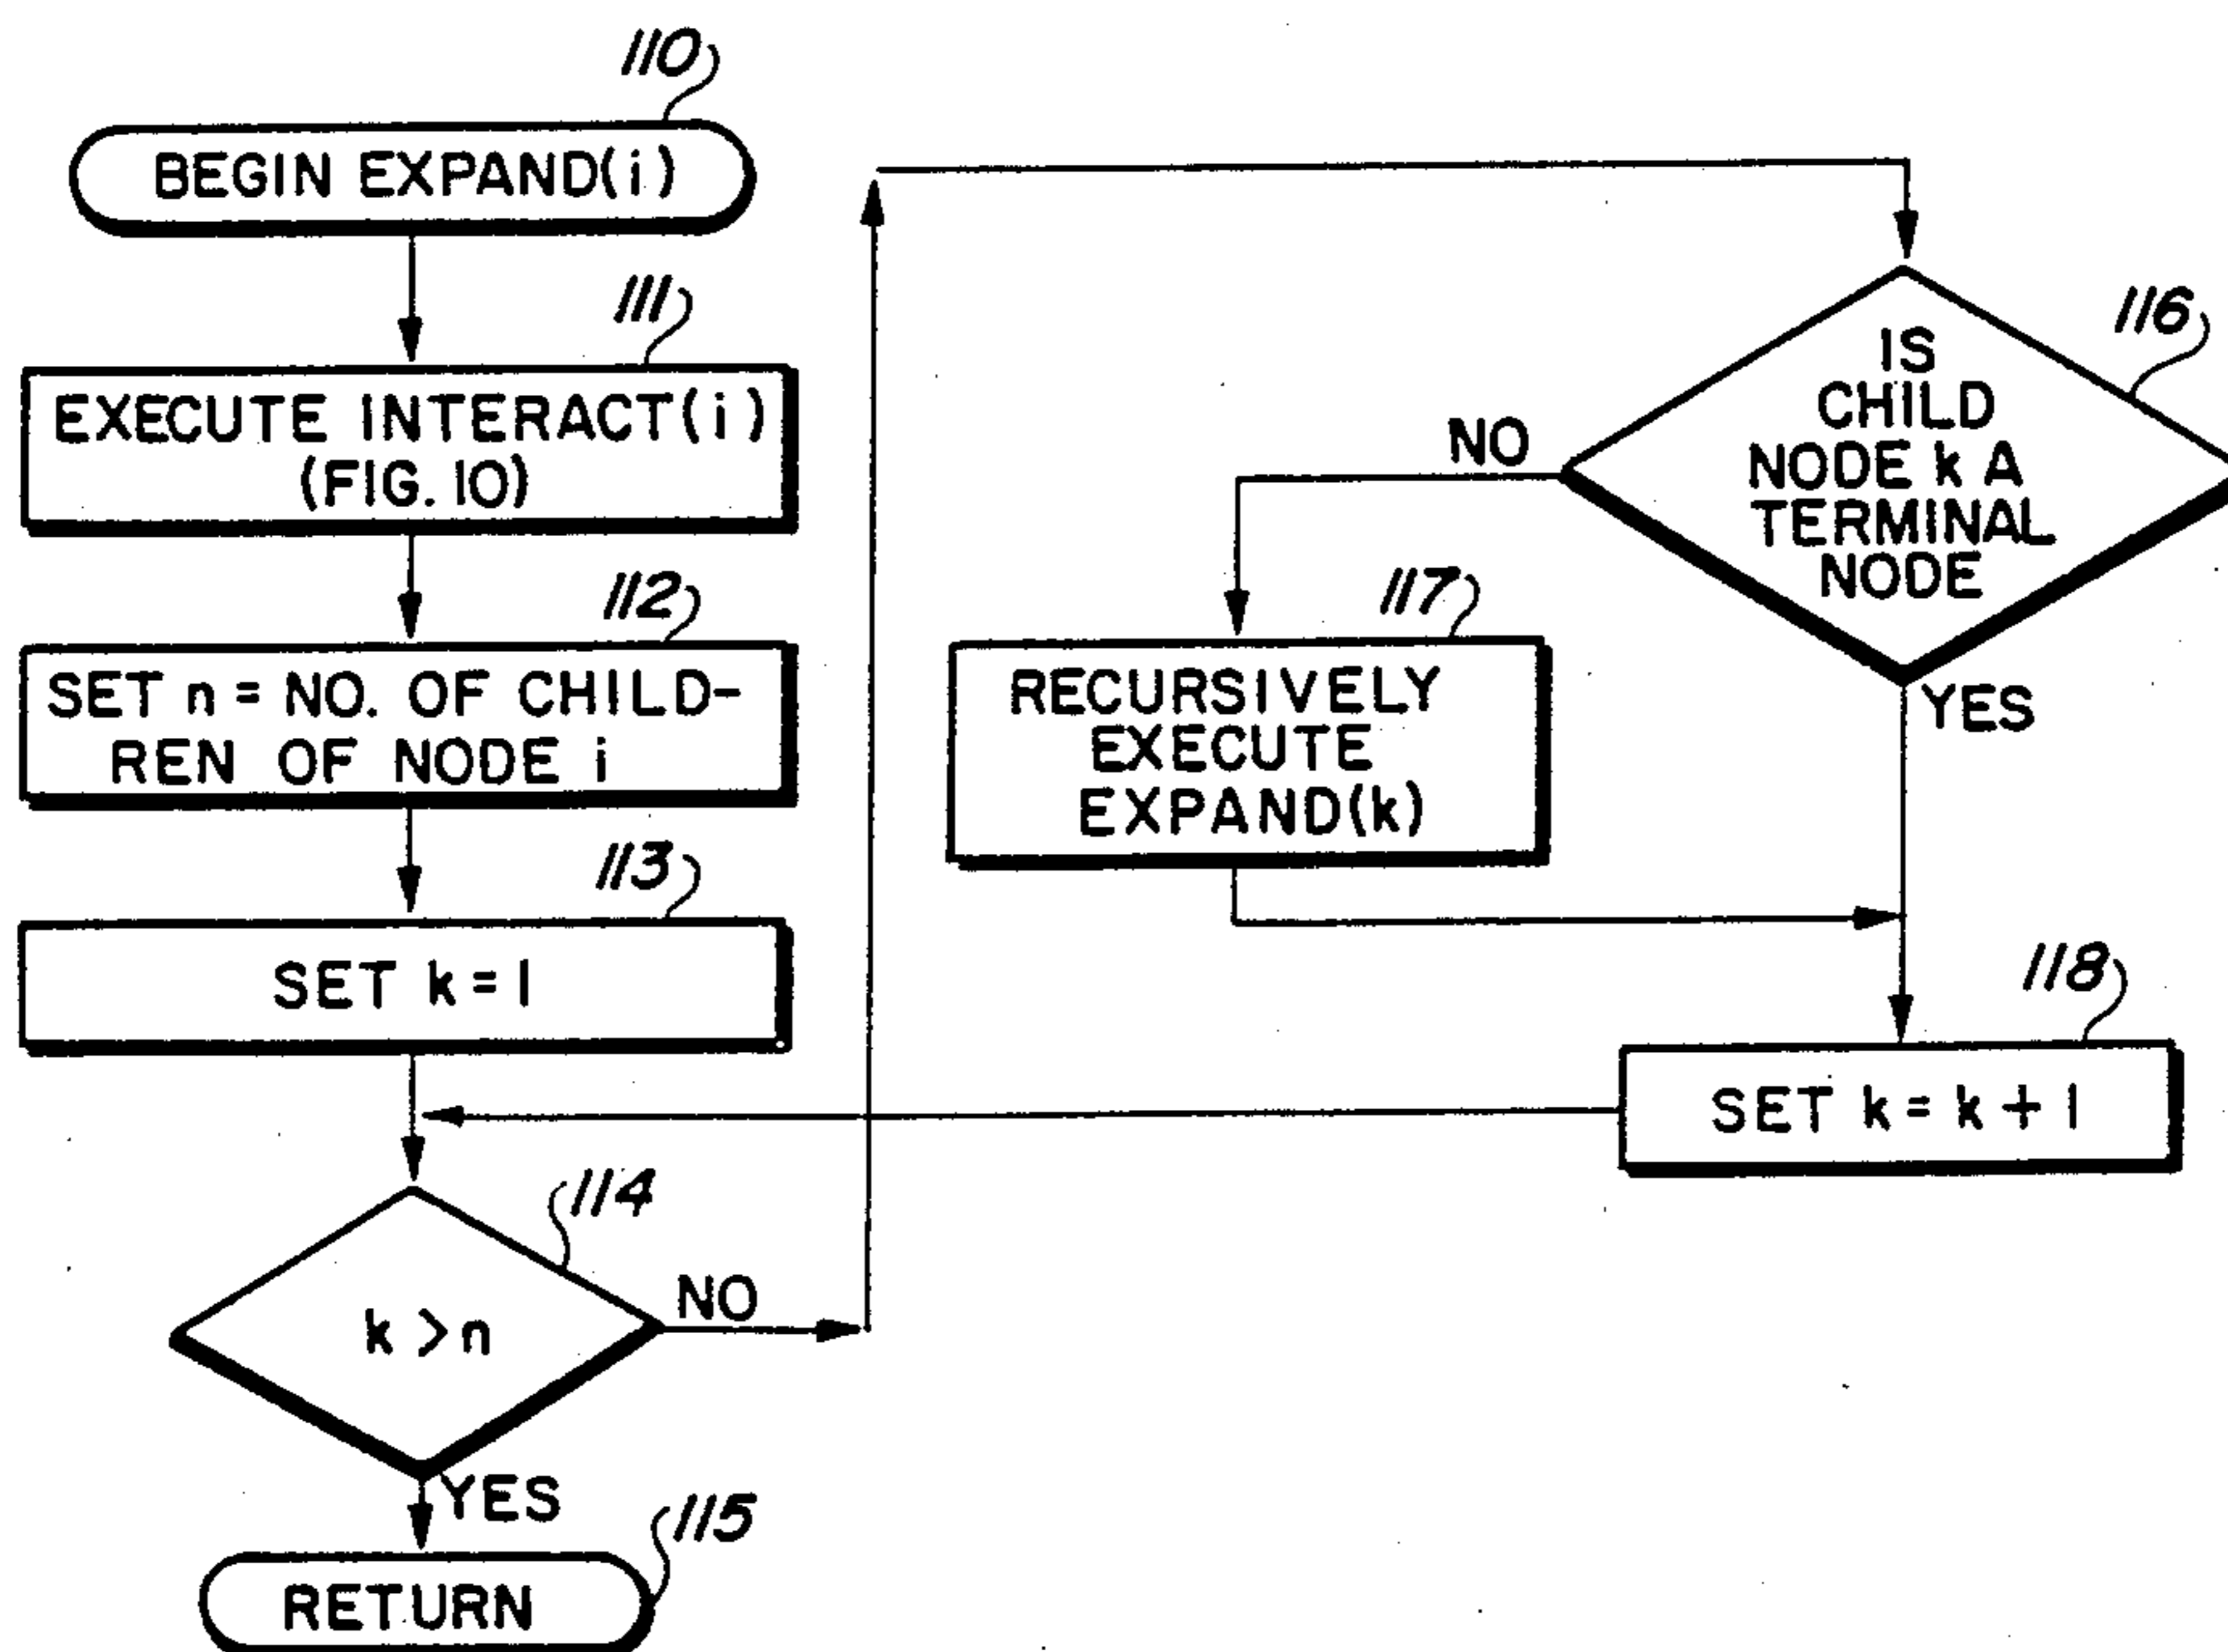 110
BEGIN EXPAND(i)
111
EXECUTE INTERACT(i)
(FIG. 10)
112
SET n = NO. OF CHILD-
REN OF NODE i
113
SET k = 1
114
k > n
NO
YES
115
RETURN
116
IS
CHILD
NODE k A
TERMINAL
NODE
NO
YES
117
RECURSIVELY
EXECUTE
EXPAND(k)
118
SET k = k + 1